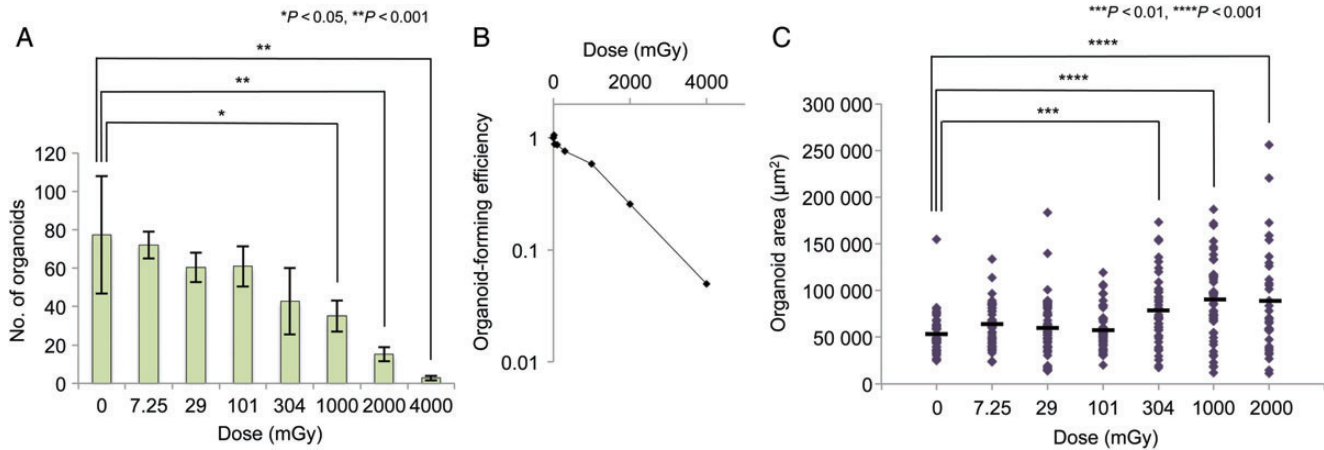 *P < 0.05, **P < 0.001
A
**
**
*
120
100
80
60
40
20
0
No. of organoids
0 7.25 29 101 304 1000 2000 4000
Dose (mGy)
B
Dose (mGy)
0 2000 4000
1
0.1
0.01
Organoid-forming efficiency
***P < 0.01, ****P < 0.001
C
****
****
***
300 000
250 000
200 000
150 000
100 000
50 000
0
Organoid area (µm²)
0 7.25 29 101 304 1000 2000
Dose (mGy)